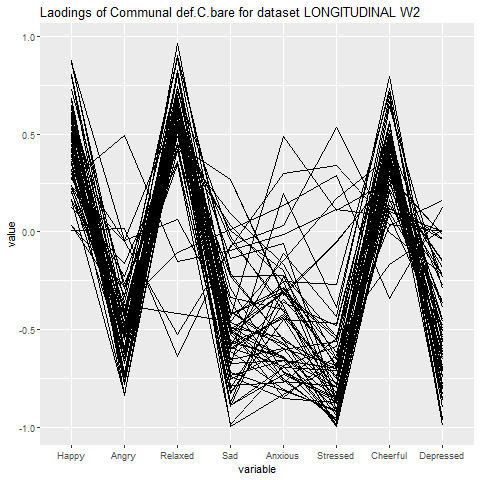 Laodings of Communal def.C.bare for dataset LONGITUDINAL W2
1.0
0.5
0.0
-0.5
-1.0
value
Happy Angry Relaxed Sad Anxious Stressed Cheerful Depressed
variable